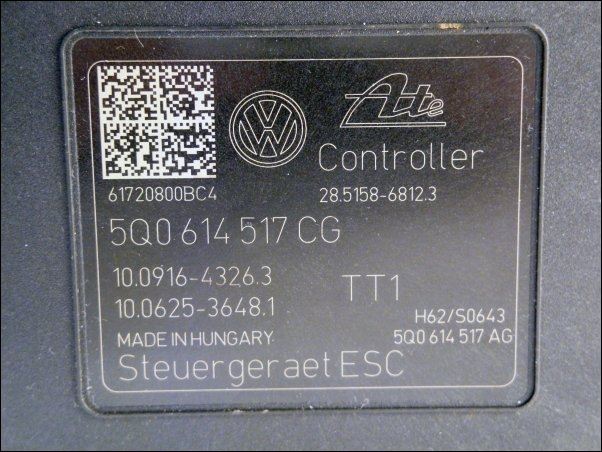 VW
Ate
Controller
61720800BC4 28.5158-6812.3
5Q0 614 517 CG
10.0916-4326.3
10.0625-3648.1
TT1
H62/S0643
MADE IN HUNGARY 5Q0 614 517 AG
Steuergeraet ESC